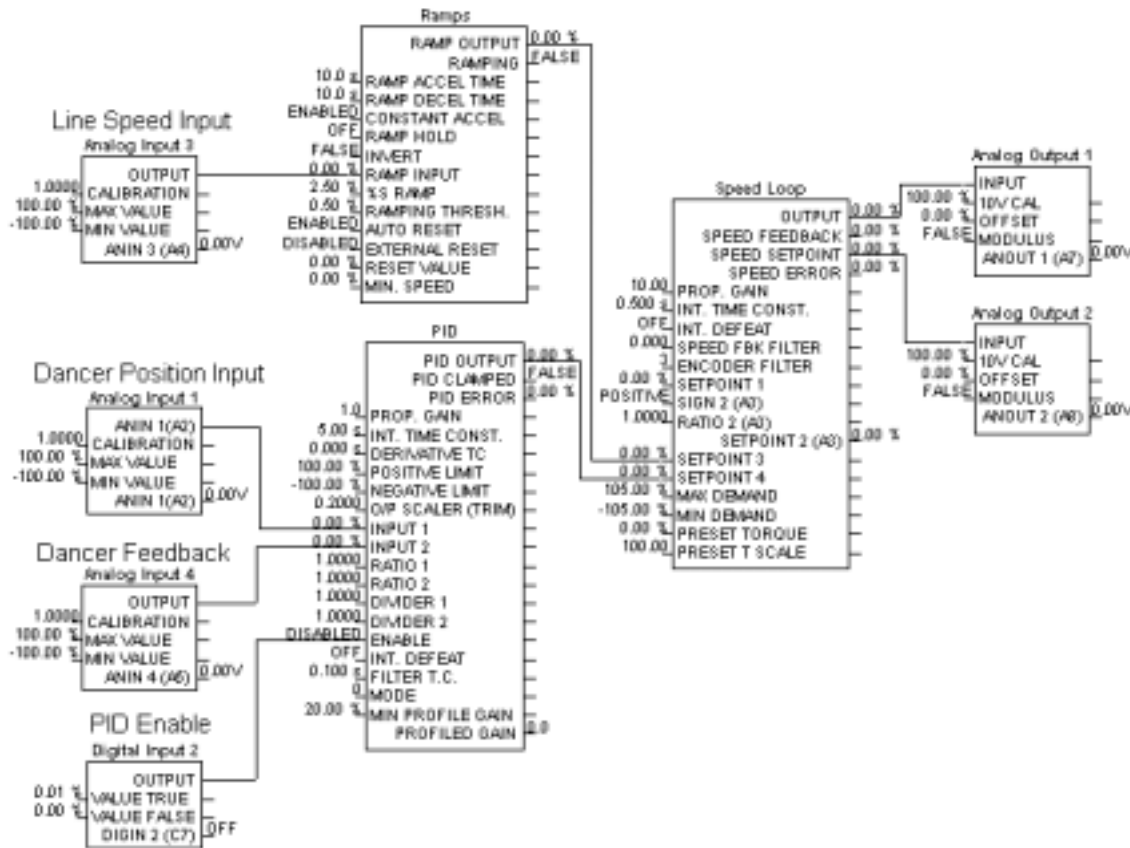 Ramps
RAMP OUTPUT 0.00 %
RAMPING FALSE
10.0 s RAMP ACCEL TIME
10.0 s RAMP DECEL TIME
ENABLED CONSTANT ACCEL
OFF RAMP HOLD
FALSE INVERT
0.00 % RAMP INPUT
2.50 % %S RAMP
0.50 % RAMPING THRESH.
ENABLED AUTO RESET
DISABLED EXTERNAL RESET
0.00 % RESET VALUE
0.00 % MIN. SPEED
Line Speed Input
Analog Input 3
OUTPUT
1.0000 CALIBRATION
100.00 % MAX VALUE
-100.00 % MIN VALUE
ANIN 3 (A4) 0.00V
PID
PID OUTPUT 0.00 %
PID CLAMPED FALSE
PID ERROR 0.00 %
1.0 PROP. GAIN
5.00 s INT. TIME CONST.
0.000 s DERIVATIVE TC
100.00 % POSITIVE LIMIT
-100.00 % NEGATIVE LIMIT
0.2000 O/P SCALER (TRIM)
0.00 % INPUT 1
0.00 % INPUT 2
1.0000 RATIO 1
1.0000 RATIO 2
1.0000 DIVIDER 1
1.0000 DIVIDER 2
DISABLED ENABLE
OFF INT. DEFEAT
0.100 s FILTER T.C.
0 MODE
20.00 % MIN PROFILE GAIN
PROFILED GAIN 0.0
Dancer Position Input
Analog Input 1
ANIN 1(A2)
1.0000 CALIBRATION
100.00 % MAX VALUE
-100.00 % MIN VALUE
ANIN 1(A2) 0.00V
Dancer Feedback
Analog Input 4
OUTPUT
1.0000 CALIBRATION
100.00 % MAX VALUE
-100.00 % MIN VALUE
ANIN 4 (A5) 0.00V
PID Enable
Digital Input 2
OUTPUT
0.01 % VALUE TRUE
0.00 % VALUE FALSE
DIGIN 2 (C7) OFF
Speed Loop
OUTPUT 0.00 %
SPEED FEEDBACK 0.00 %
SPEED SETPOINT 0.00 %
SPEED ERROR 0.00 %
10.00 PROP. GAIN
0.500 s INT. TIME CONST.
OFF INT. DEFEAT
0.000 SPEED FBK FILTER
ENCODER FILTER
0.00 % SETPOINT 1
POSITIVE SIGN 2 (A3)
1.0000 RATIO 2 (A3)
SETPOINT 2 (A3) 0.00 %
0.00 % SETPOINT 3
0.00 % SETPOINT 4
105.00 % MAX DEMAND
-105.00 % MIN DEMAND
0.00 % PRESET TORQUE
100.00 PRESET T SCALE
Analog Output 1
INPUT
100.00 % 10V CAL
0.00 % OFFSET
FALSE MODULUS
ANOUT 1 (A7) 0.00V
Analog Output 2
INPUT
100.00 % 10V CAL
0.00 % OFFSET
FALSE MODULUS
ANOUT 2 (A8) 0.00V